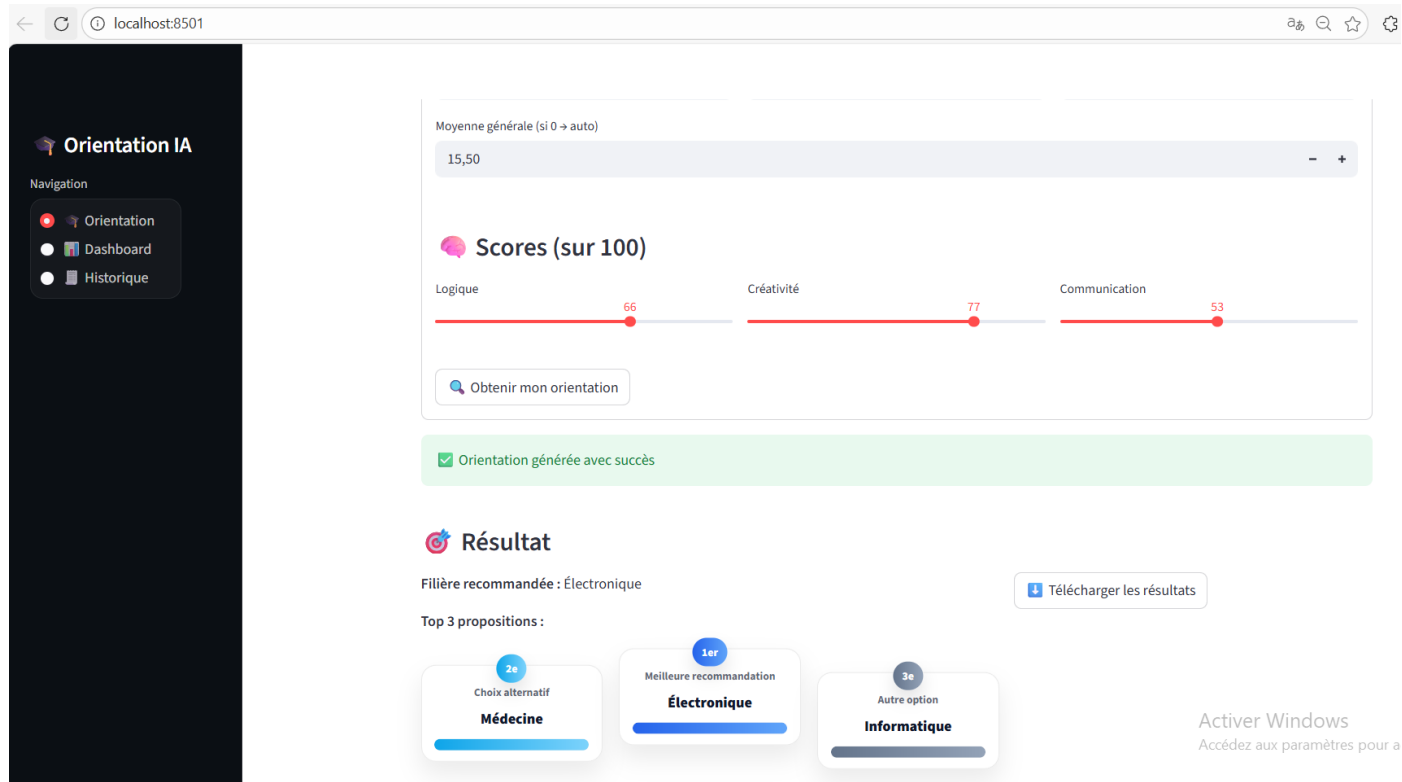 localhost:8501
Orientation IA
Navigation
Orientation
Dashboard
Historique
Moyenne générale (si 0 → auto)
15,50
Scores (sur 100)
Logique
Créativité
Communication
66
77
53
Obtenir mon orientation
Orientation générée avec succès
Résultat
Filière recommandée : Électronique
Télécharger les résultats
Top 3 propositions :
2e
Choix alternatif
Médecine
1er
Meilleure recommandation
Électronique
3e
Autre option
Informatique
Activer Windows
Accédez aux paramètres pour a